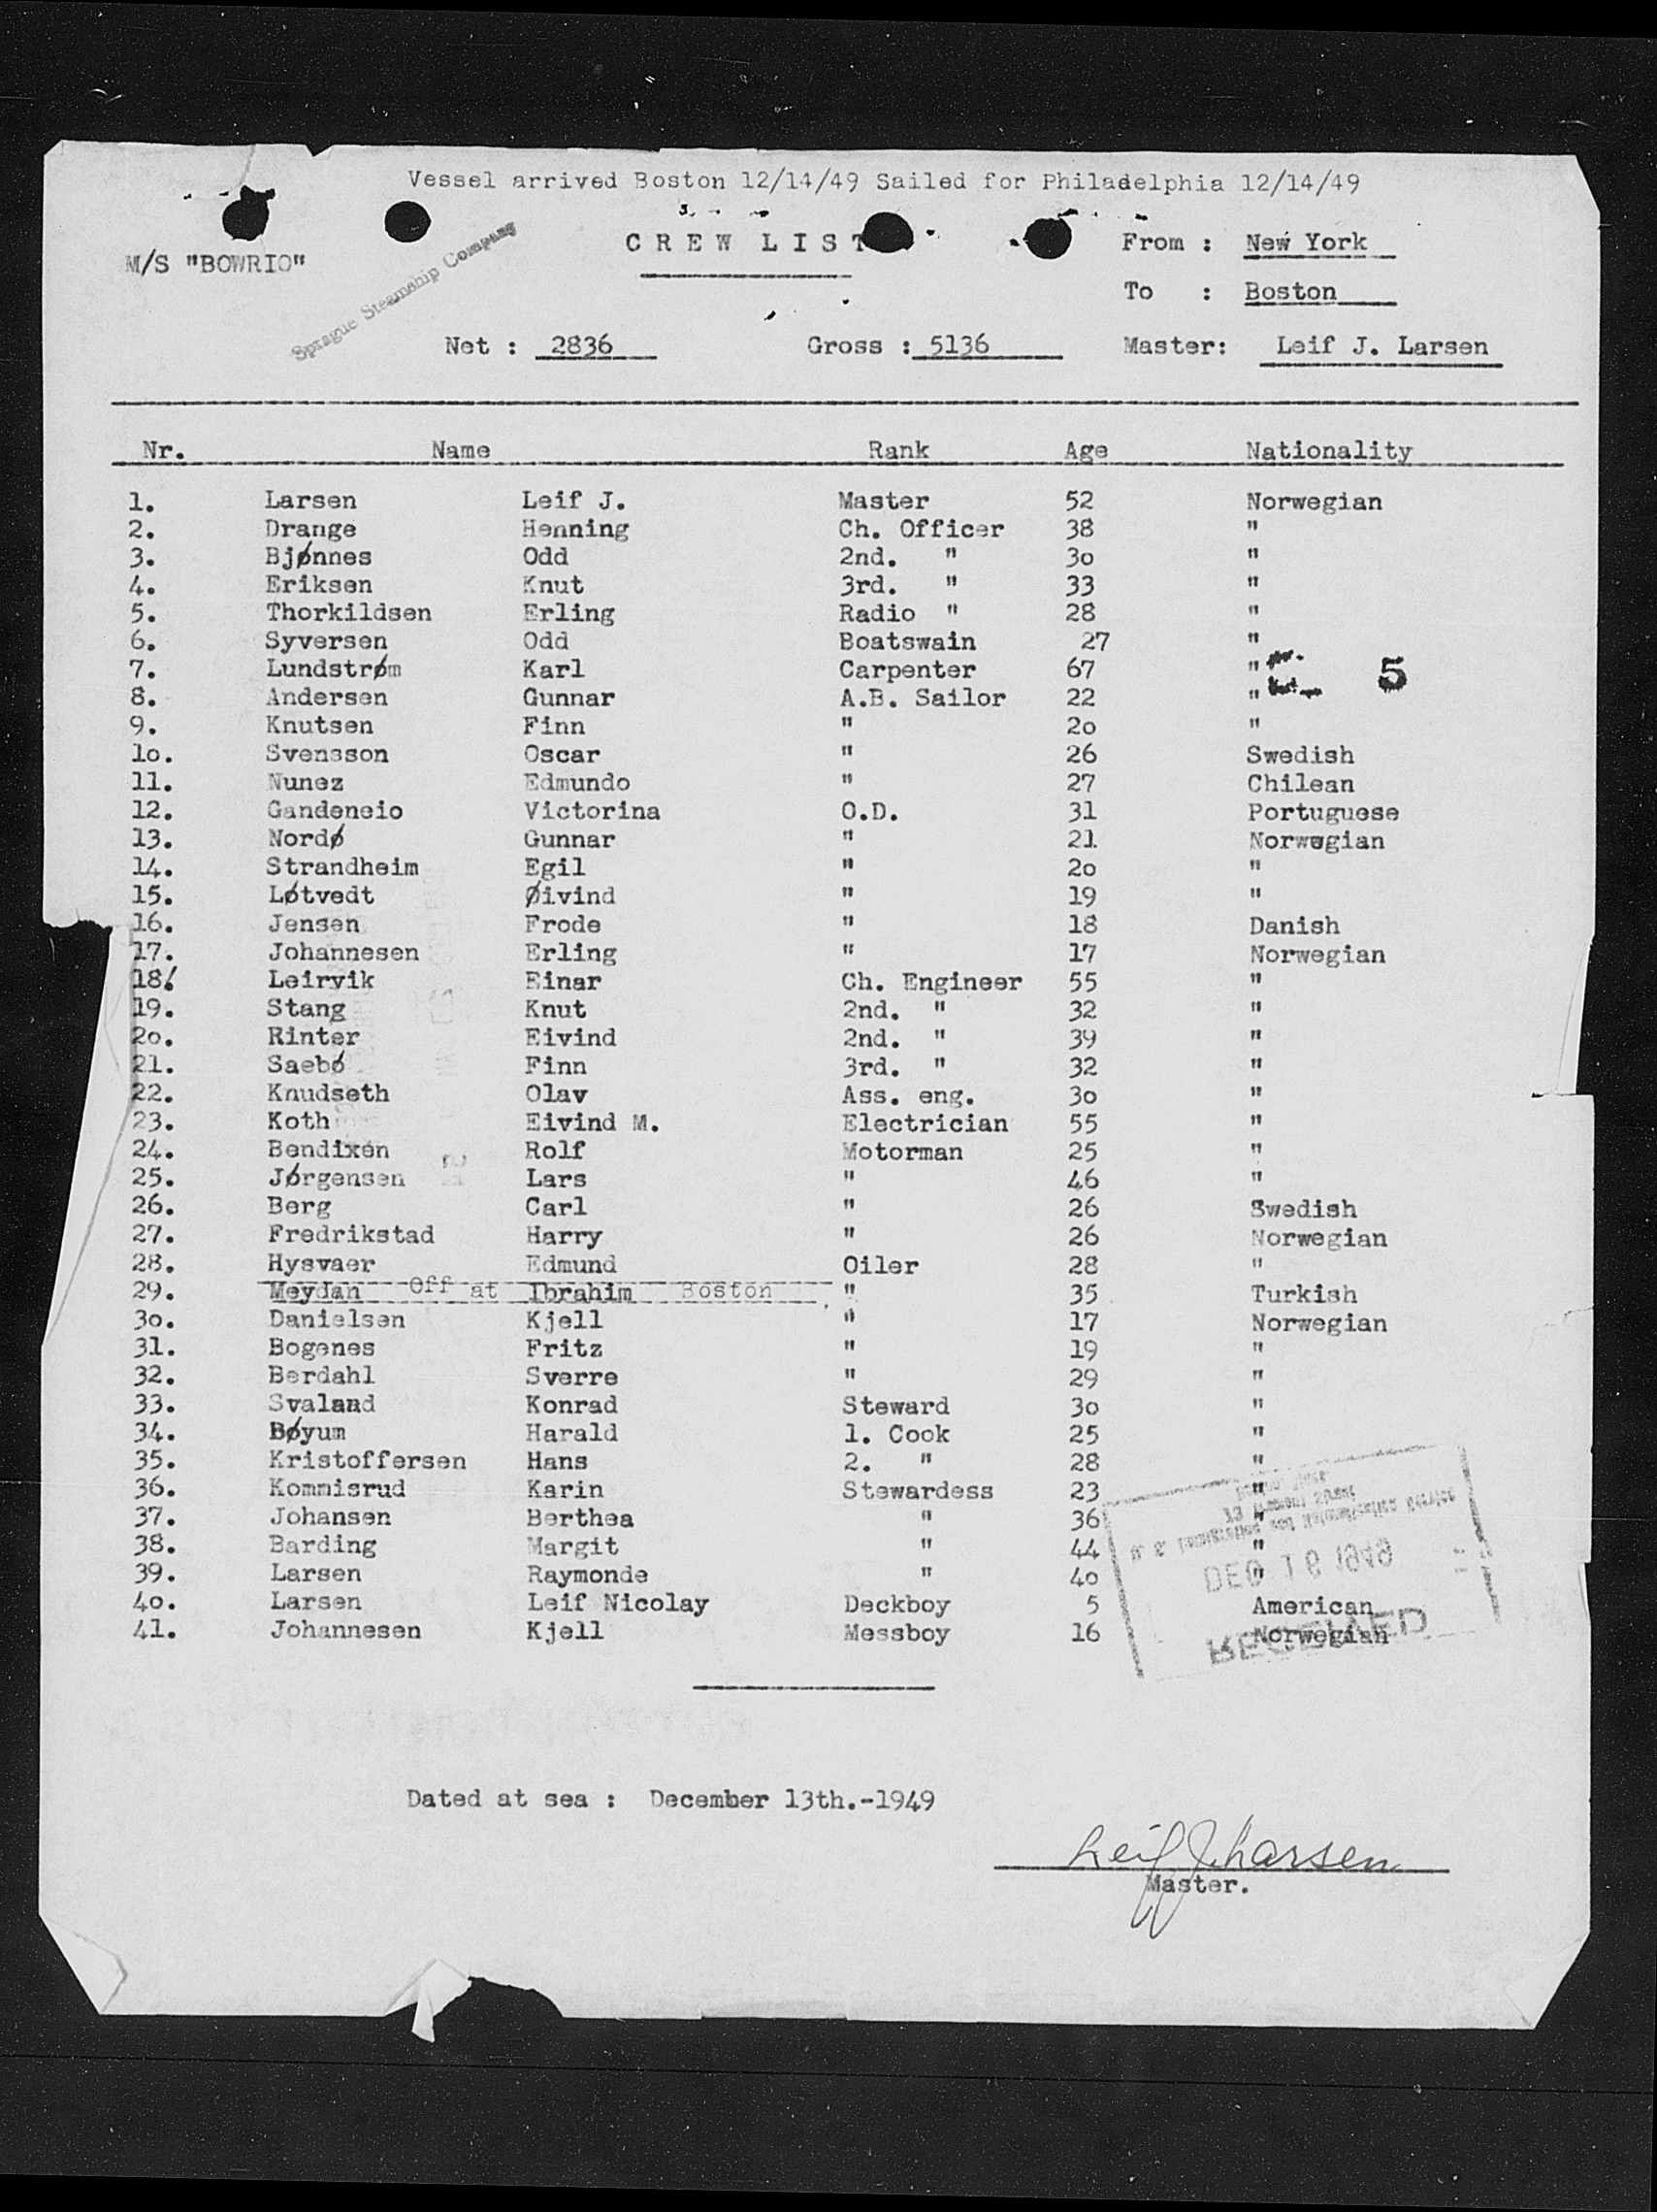 Vessel arrived Boston 12/14/49 Sailed for Philadelphia 12/14/49
CREW LIST
From : New York
M/S "BOWRIO"
Sprague Steamship Company
To : Boston
Net : 2836 Gross : 5136 Master: Leif J. Larsen
Nr. Name Rank Age Nationality
1. Larsen Leif J. Master 52 Norwegian
2. Drange Henning Ch. Officer 38 "
3. Bjønnes Odd 2nd. " 3o "
4. Eriksen Knut 3rd. " 33 "
5. Thorkildsen Erling Radio " 28 "
6. Syversen Odd Boatswain 27 "
7. Lundstrøm Karl Carpenter 67 " 5
8. Andersen Gunnar A.B. Sailor 22 "
9. Knutsen Finn " 2o "
1o. Svensson Oscar " 26 Swedish
11. Nunez Edmundo " 27 Chilean
12. Gandeneio Victorina O.D. 31 Portuguese
13. Nordø Gunnar " 21 Norwegian
14. Strandheim Egil " 2o "
15. Løtvedt Øivind " 19 "
16. Jensen Frode " 18 Danish
17. Johannesen Erling " 17 Norwegian
18. Leirvik Einar Ch. Engineer 55 "
19. Stang Knut 2nd. " 32 "
2o. Rinter Eivind 2nd. " 39 "
21. Saebø Finn 3rd. " 32 "
22. Knudseth Olav Ass. eng. 3o "
23. Koth Eivind M. Electrician 55 "
24. Bendixen Rolf Motorman 25 "
25. Jørgensen Lars " 46 "
26. Berg Carl " 26 Swedish
27. Fredrikstad Harry " 26 Norwegian
28. Hysvaer Edmund Oiler 28 "
29. Meydan Off at Ibrahim Boston " 35 Turkish
3o. Danielsen Kjell " 17 Norwegian
31. Bogenes Fritz " 19 "
32. Berdahl Sverre " 29 "
33. Svaland Konrad Steward 3o "
34. Bøyum Harald 1. Cook 25 "
35. Kristoffersen Hans 2. " 28 "
36. Kommisrud Karin Stewardess 23 "
37. Johansen Berthea " 36 "
38. Barding Margit " 44 "
39. Larsen Raymonde " 4o "
4o. Larsen Leif Nicolay Deckboy 5 American
41. Johannesen Kjell Messboy 16 Norwegian
DEC 16 1949
RECEIVED
Dated at sea : December 13th.-1949
Leif J. Larsen
Master.